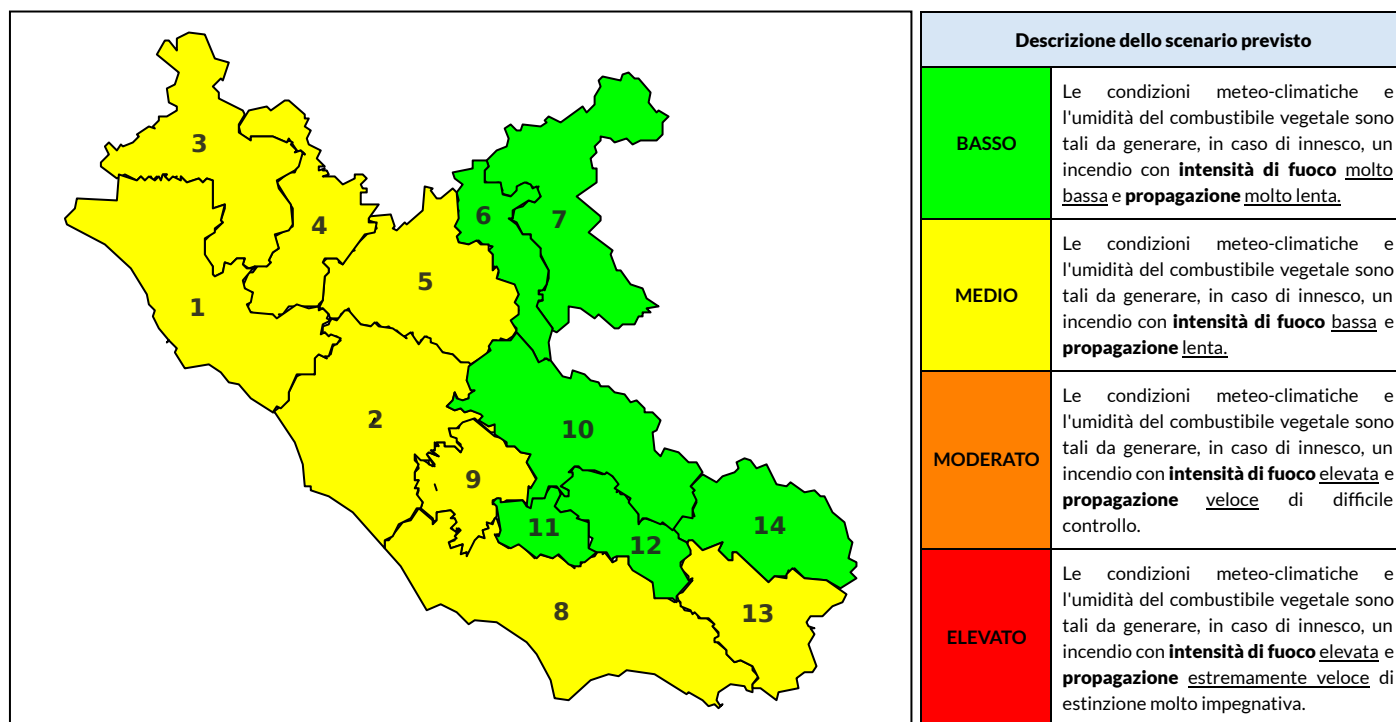 3
6
7
4
5
1
2
10
9
11
12
14
8
13
Descrizione dello scenario previsto
BASSO
Le condizioni meteo-climatiche e
l'umidità del combustibile vegetale sono
tali da generare, in caso di innesco, un
incendio con intensità di fuoco molto
bassa e propagazione molto lenta.
MEDIO
Le condizioni meteo-climatiche e
l'umidità del combustibile vegetale sono
tali da generare, in caso di innesco, un
incendio con intensità di fuoco bassa e
propagazione lenta.
MODERATO
Le condizioni meteo-climatiche e
l'umidità del combustibile vegetale sono
tali da generare, in caso di innesco, un
incendio con intensità di fuoco elevata e
propagazione veloce di difficile
controllo.
ELEVATO
Le condizioni meteo-climatiche e
l'umidità del combustibile vegetale sono
tali da generare, in caso di innesco, un
incendio con intensità di fuoco elevata e
propagazione estremamente veloce di
estinzione molto impegnativa.